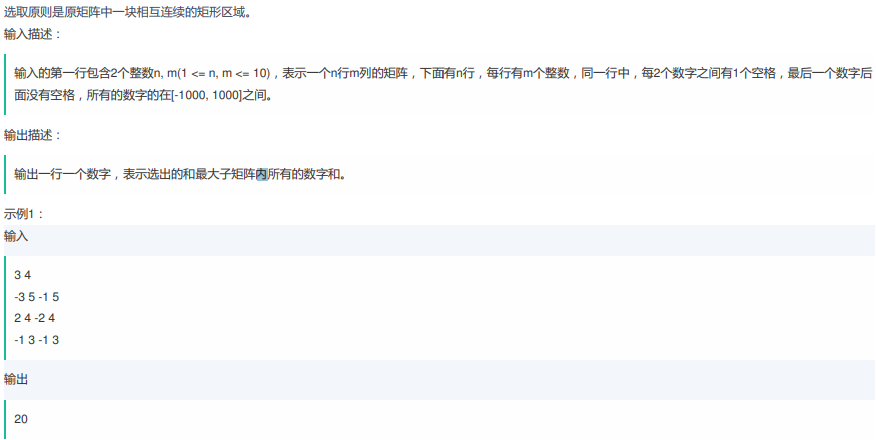 选取原则是原矩阵中一块相互连续的矩形区域。
输入描述：
输入的第一行包含2个整数n, m(1 <= n, m <= 10)，表示一个n行m列的矩阵，下面有n行，每行有m个整数，同一行中，每2个数字之间有1个空格，最后一个数字后
面没有空格，所有的数字的在[-1000, 1000]之间。
输出描述：
输出一行一个数字，表示选出的和最大子矩阵内所有的数字和。
示例1：
输入
3 4
-3 5 -1 5
2 4 -2 4
-1 3 -1 3
输出
20